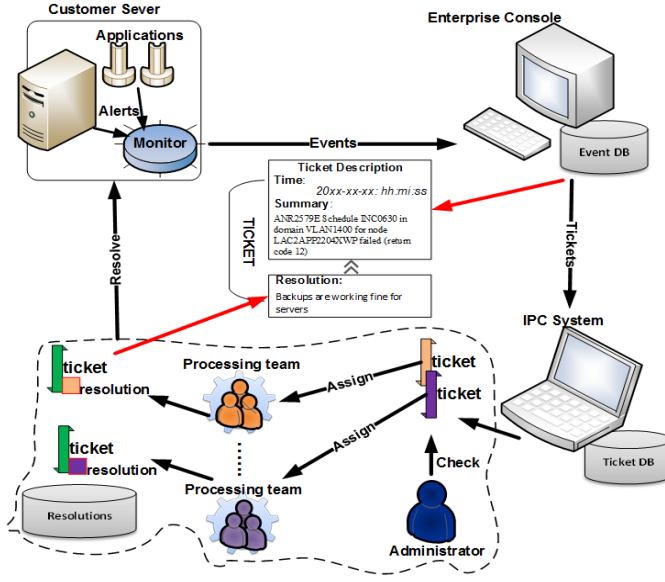 Customer Sever
Applications
Alerts
Monitor
Events
Enterprise Console
Event DB
Ticket Description
Time:
20xx-xx-xx: hh:mi:ss
Summary:
ANR2579E Schedule INC0630 in
domain VLAN1400 for node
LAC2APP2204XWP failed (return
code 12)
TICKET
Resolution:
Backups are working fine for
servers
Tickets
Resolve
IPC System
Ticket DB
ticket
resolution
Processing team
Assign
ticket
ticket
Assign
ticket
resolution
Processing team
Check
Resolutions
Administrator